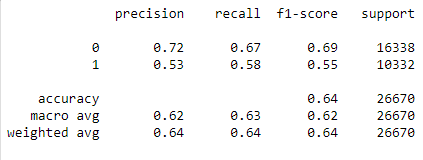 precision recall f1-score support
0 0.72 0.67 0.69 16338
1 0.53 0.58 0.55 10332
accuracy 0.64 26670
macro avg 0.62 0.63 0.62 26670
weighted avg 0.64 0.64 0.64 26670